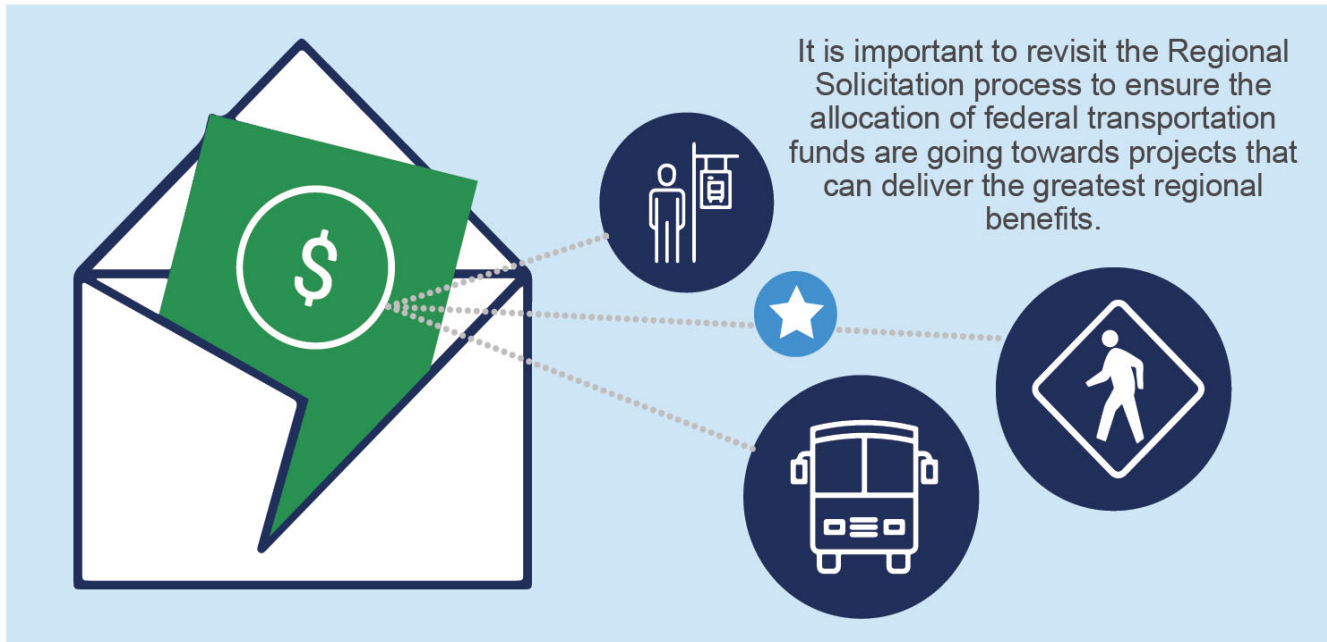 It is important to revisit the Regional
Solicitation process to ensure the
allocation of federal transportation
funds are going towards projects that
can deliver the greatest regional
benefits.
$